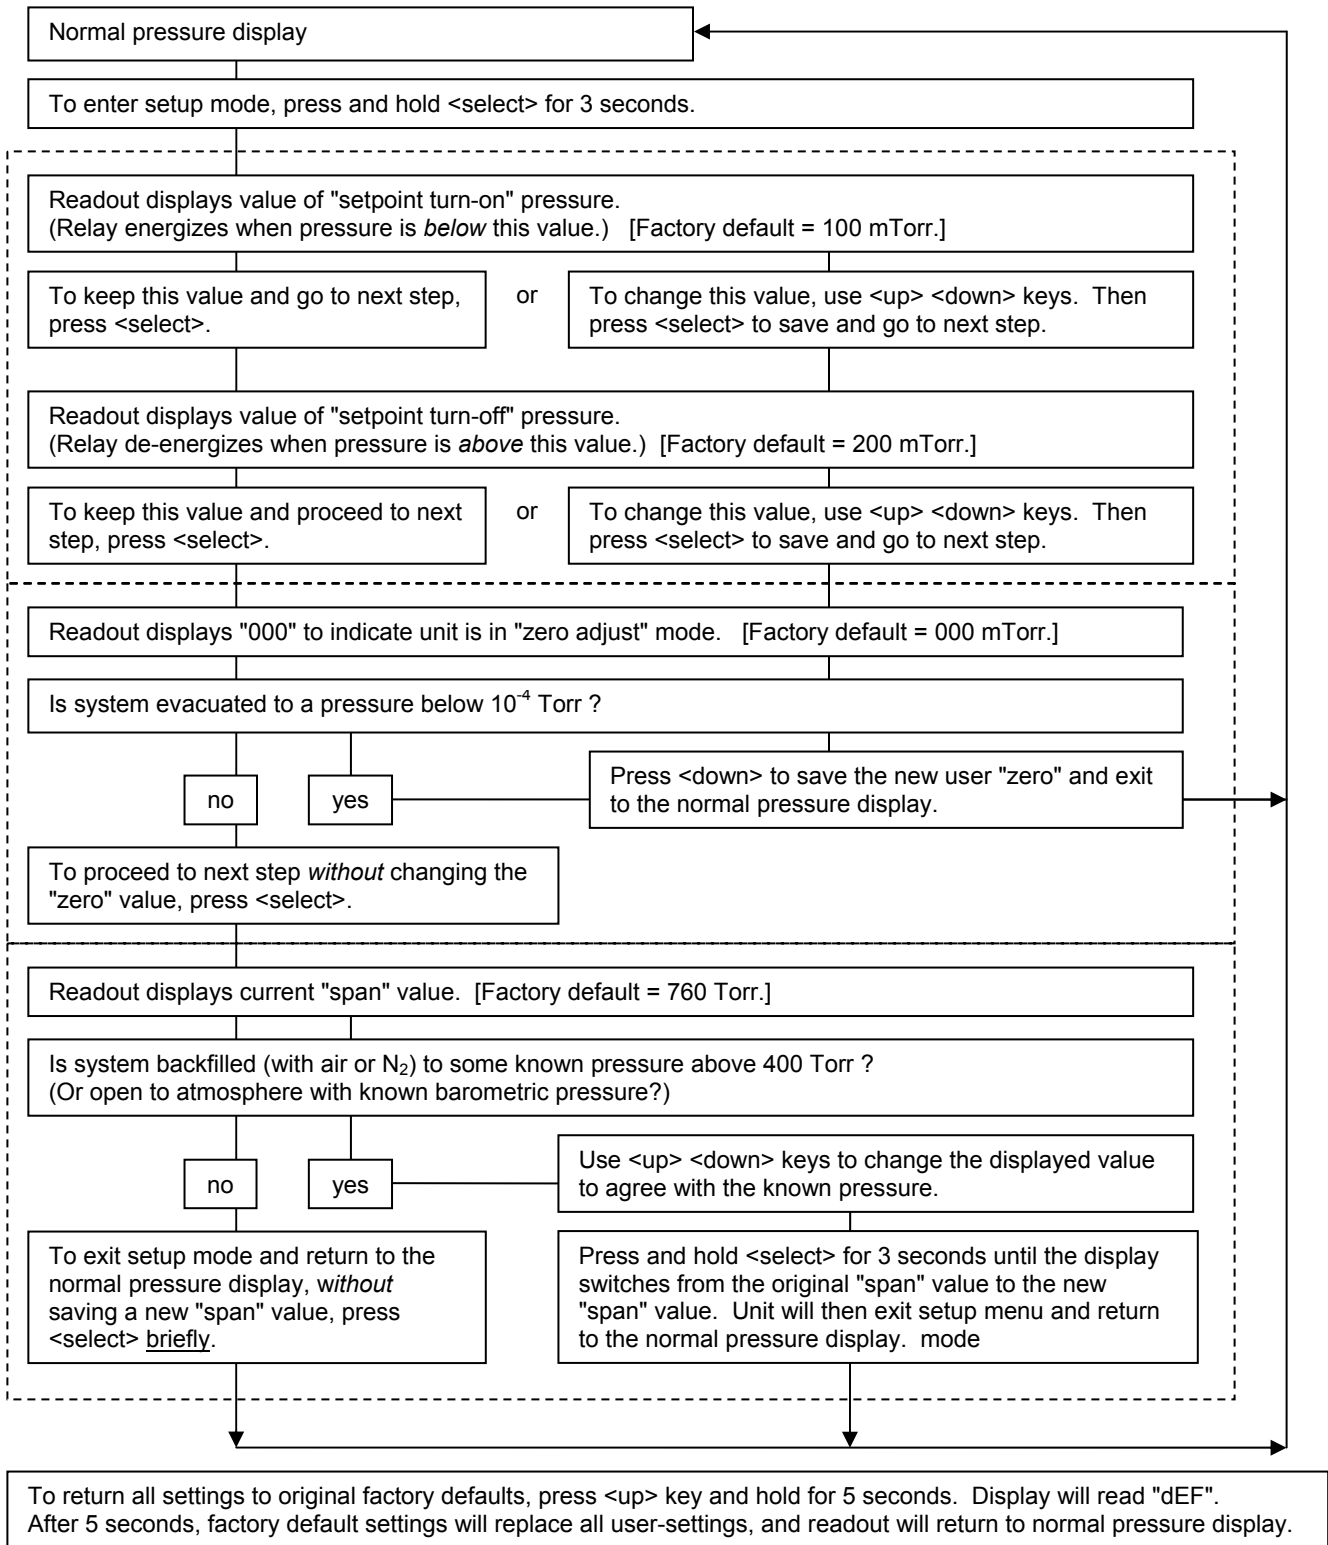 Normal pressure display
To enter setup mode, press and hold <select> for 3 seconds.
Readout displays value of "setpoint turn-on" pressure.
(Relay energizes when pressure is below this value.) [Factory default = 100 mTorr.]
To keep this value and go to next step,
press <select>.
or
To change this value, use <up> <down> keys. Then
press <select> to save and go to next step.
Readout displays value of "setpoint turn-off" pressure.
(Relay de-energizes when pressure is above this value.) [Factory default = 200 mTorr.]
To keep this value and proceed to next
step, press <select>.
or
To change this value, use <up> <down> keys. Then
press <select> to save and go to next step.
Readout displays "000" to indicate unit is in "zero adjust" mode. [Factory default = 000 mTorr.]
Is system evacuated to a pressure below 10⁻⁴ Torr ?
no
yes
Press <down> to save the new user "zero" and exit
to the normal pressure display.
To proceed to next step without changing the
"zero" value, press <select>.
Readout displays current "span" value. [Factory default = 760 Torr.]
Is system backfilled (with air or N₂) to some known pressure above 400 Torr ?
(Or open to atmosphere with known barometric pressure?)
no
yes
Use <up> <down> keys to change the displayed value
to agree with the known pressure.
To exit setup mode and return to the
normal pressure display, without
saving a new "span" value, press
<select> briefly.
Press and hold <select> for 3 seconds until the display
switches from the original "span" value to the new
"span" value. Unit will then exit setup menu and return
to the normal pressure display. mode
To return all settings to original factory defaults, press <up> key and hold for 5 seconds. Display will read "dEF".
After 5 seconds, factory default settings will replace all user-settings, and readout will return to normal pressure display.